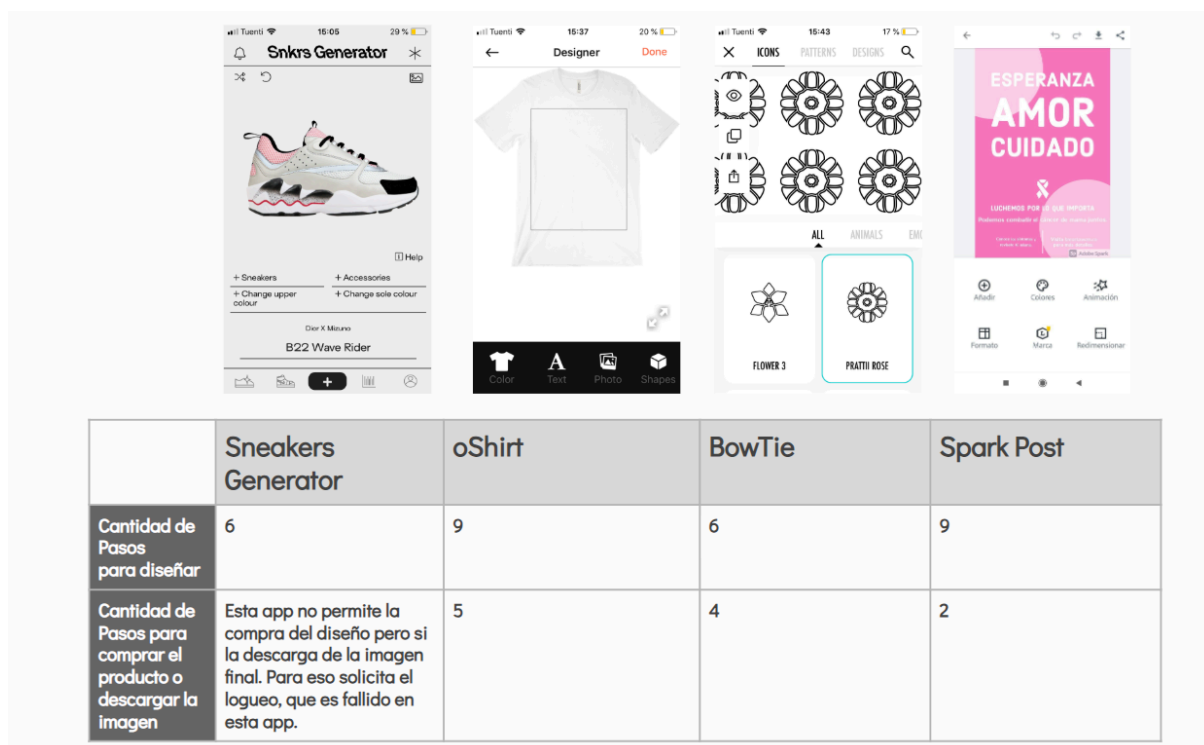 Tuenti 15:05 29 %
Snkrs Generator
Help
+ Sneakers + Accessories
+ Change upper colour + Change sole colour
Dior X Mizuno
B22 Wave Rider
Tuenti 15:37 20 %
Designer Done
Color Text Photo Shapes
Tuenti 15:43 17 %
ICONS PATTERNS DESIGNS
ALL ANIMALS EMO
FLOWER 3 PRATTII ROSE
ESPERANZA
AMOR
CUIDADO
LUCHEMOS POR LO QUE IMPORTA
Adobe Spark
Añadir Colores Animación
Formato Marca Redimensionar
Sneakers Generator oShirt BowTie Spark Post
Cantidad de
Pasos
para diseñar
6 9 6 9
Cantidad de
Pasos para
comprar el
producto o
descargar la
imagen
Esta app no permite la
compra del diseño pero si
la descarga de la imagen
final. Para eso solicita el
logueo, que es fallido en
esta app.
5 4 2